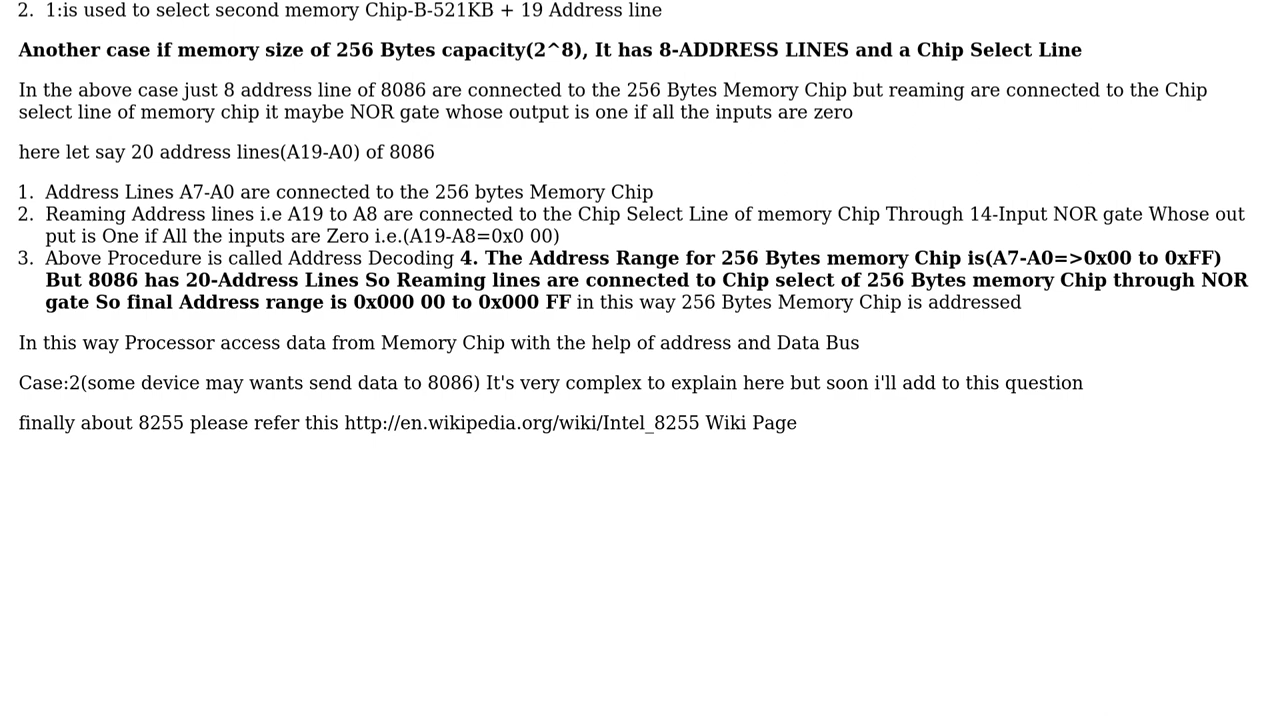 2. 1:is used to select second memory Chip-B-521KB + 19 Address line
Another case if memory size of 256 Bytes capacity(2^8), It has 8-ADDRESS LINES and a Chip Select Line
In the above case just 8 address line of 8086 are connected to the 256 Bytes Memory Chip but reaming are connected to the Chip
select line of memory chip it maybe NOR gate whose output is one if all the inputs are zero
here let say 20 address lines(A19-A0) of 8086
1. Address Lines A7-A0 are connected to the 256 bytes Memory Chip
2. Reaming Address lines i.e A19 to A8 are connected to the Chip Select Line of memory Chip Through 14-Input NOR gate Whose out
put is One if All the inputs are Zero i.e.(A19-A8=0x0 00)
3. Above Procedure is called Address Decoding 4. The Address Range for 256 Bytes memory Chip is(A7-A0=>0x00 to 0xFF)
But 8086 has 20-Address Lines So Reaming lines are connected to Chip select of 256 Bytes memory Chip through NOR
gate So final Address range is 0x000 00 to 0x000 FF in this way 256 Bytes Memory Chip is addressed
In this way Processor access data from Memory Chip with the help of address and Data Bus
Case:2(some device may wants send data to 8086) It's very complex to explain here but soon i'll add to this question
finally about 8255 please refer this http://en.wikipedia.org/wiki/Intel_8255 Wiki Page